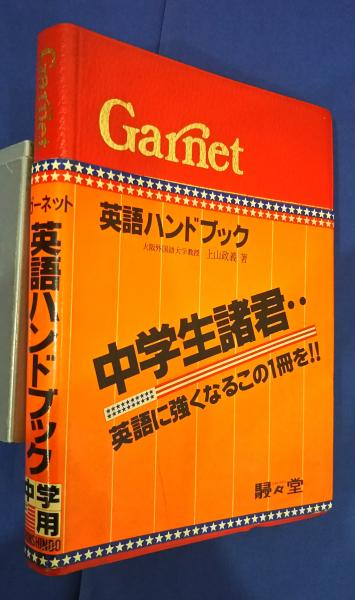 Garnet
英語ハンドブック
大阪外国語大学教授 上山政義 著
中学生諸君・・
英語に強くなるこの1冊を!!
駸々堂
Garnet
ガーネット
英語ハンドブック
中学用
SHINSHINDO